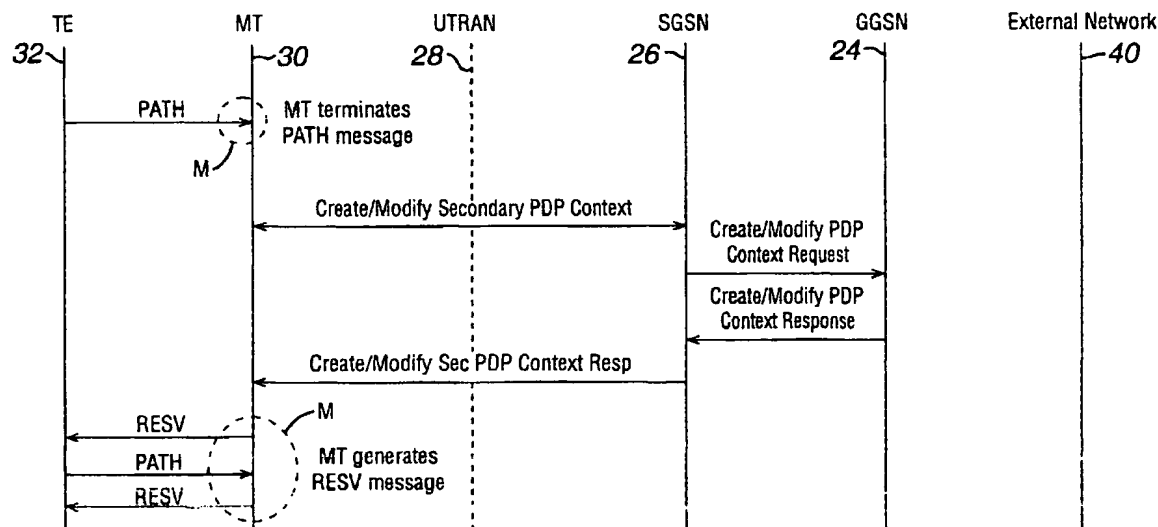 TE MT UTRAN SGSN GGSN External Network
32 30 28 26 24 40
PATH
MT terminates
PATH message
M
Create/Modify Secondary PDP Context
Create/Modify PDP
Context Request
Create/Modify PDP
Context Response
Create/Modify Sec PDP Context Resp
M
RESV
PATH
RESV
MT generates
RESV message